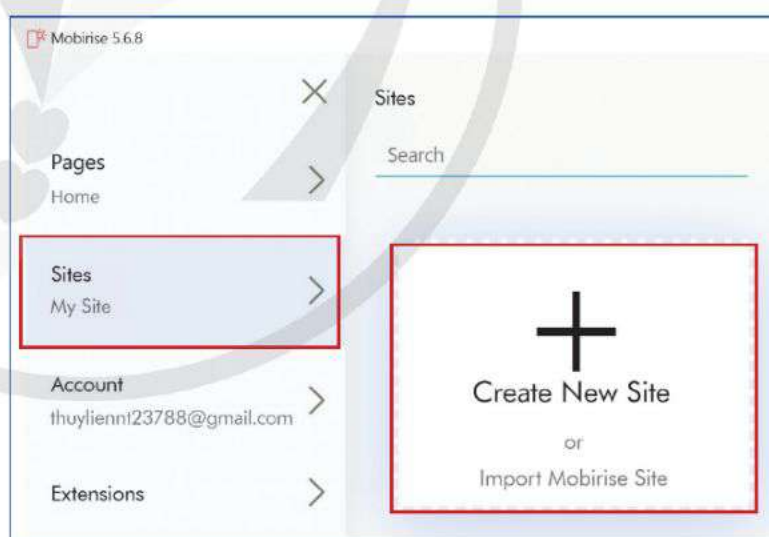 Mobirise 5.6.8
Pages
Home
Sites
My Site
Account
thuyliennt23788@gmail.com
Extensions
Sites
Search
Create New Site
or
Import Mobirise Site